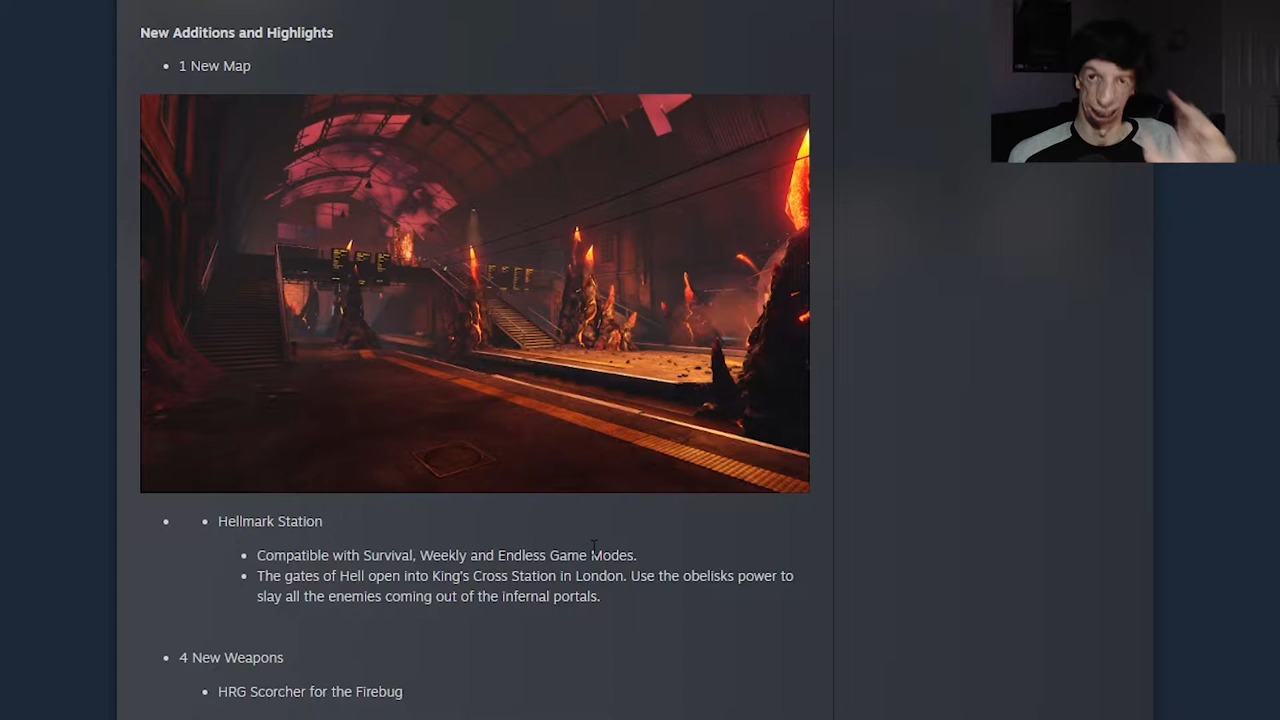 New Additions and Highlights
1 New Map
Hellmark Station
Compatible with Survival, Weekly and Endless Game Modes.
The gates of Hell open into King's Cross Station in London. Use the obelisks power to
slay all the enemies coming out of the infernal portals.
4 New Weapons
HRG Scorcher for the Firebug